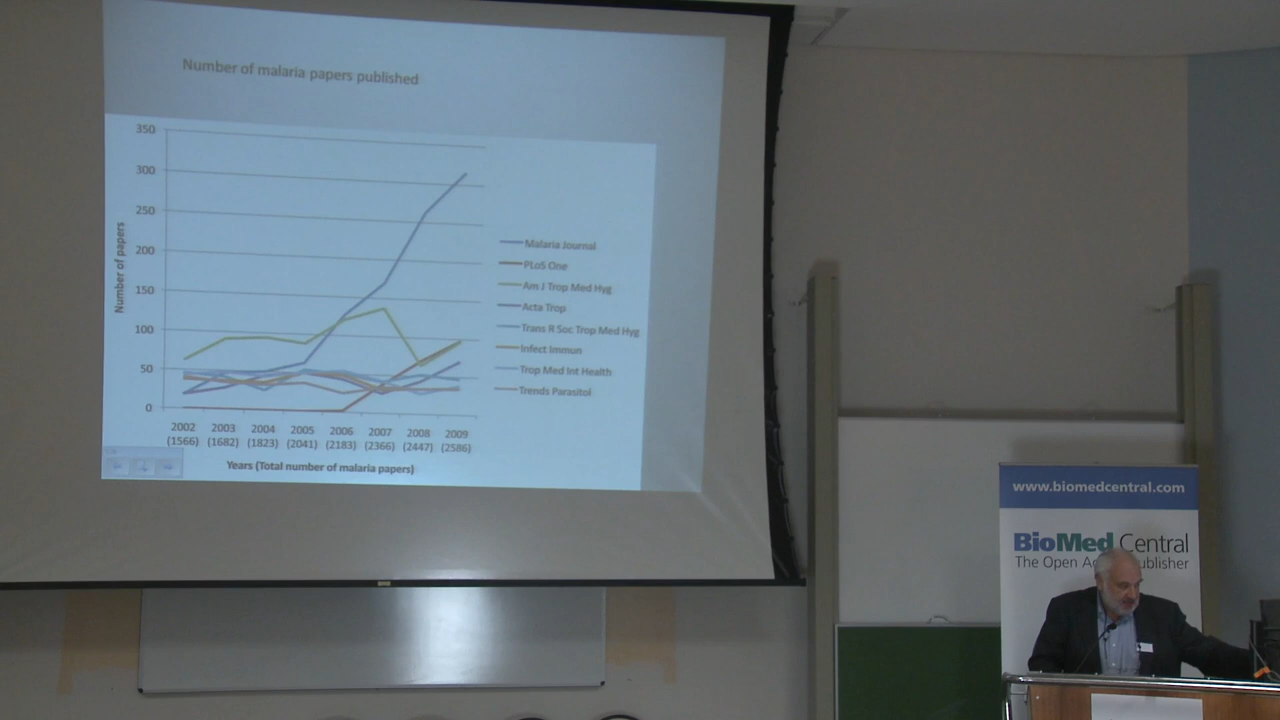 Number of malaria papers published
350
300
250
200
150
100
50
0
Number of papers
2002 2003 2004 2005 2006 2007 2008 2009
(1566) (1682) (1823) (2041) (2183) (2366) (2447) (2586)
Years (Total number of malaria papers)
Malaria Journal
PLoS One
Am J Trop Med Hyg
Acta Trop
Trans R Soc Trop Med Hyg
Infect Immun
Trop Med Int Health
Trends Parasitol
www.biomedcentral.com
BioMed Central
The Open A ublisher